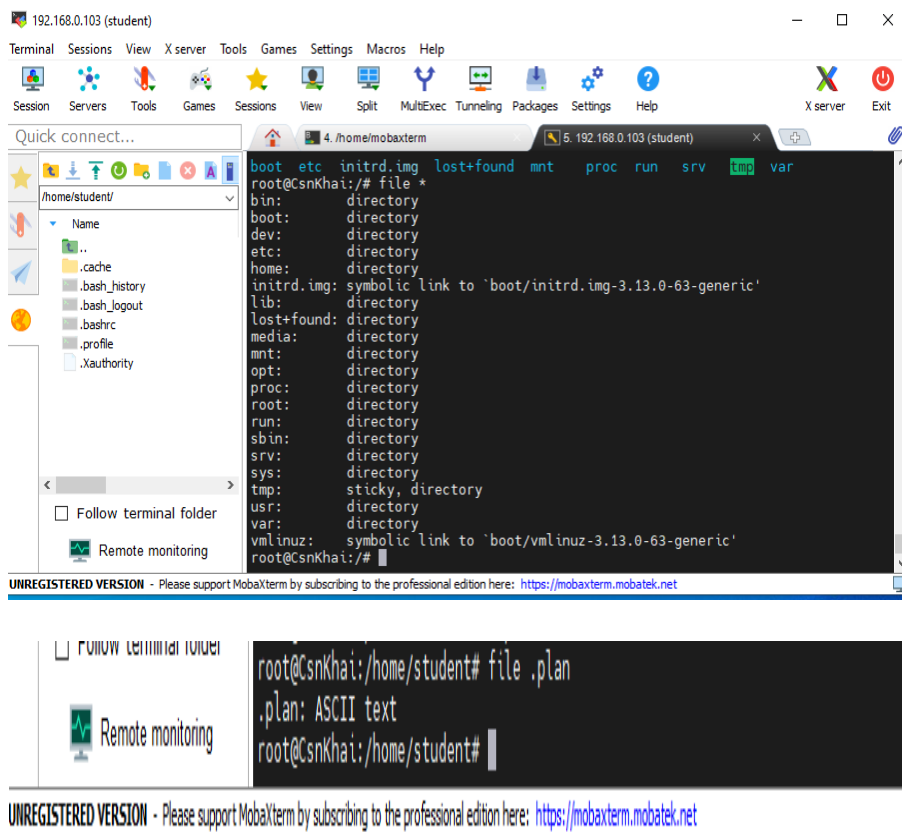 192.168.0.103 (student)
Terminal Sessions View X server Tools Games Settings Macros Help
Session Servers Tools Games Sessions View Split MultiExec Tunneling Packages Settings Help X server Exit
Quick connect... 4. /home/mobaxterm 5. 192.168.0.103 (student)
/home/student/
Name
..
.cache
.bash_history
.bash_logout
.bashrc
.profile
.Xauthority
Follow terminal folder
Remote monitoring
boot etc initrd.img lost+found mnt proc run srv tmp var
root@CsnKhai:/# file *
bin: directory
boot: directory
dev: directory
etc: directory
home: directory
initrd.img: symbolic link to `boot/initrd.img-3.13.0-63-generic'
lib: directory
lost+found: directory
media: directory
mnt: directory
opt: directory
proc: directory
root: directory
run: directory
sbin: directory
srv: directory
sys: directory
tmp: sticky, directory
usr: directory
var: directory
vmlinuz: symbolic link to `boot/vmlinuz-3.13.0-63-generic'
root@CsnKhai:/#
UNREGISTERED VERSION - Please support MobaXterm by subscribing to the professional edition here: https://mobaxterm.mobatek.net
Follow terminal folder
Remote monitoring
root@CsnKhai:/home/student# file .plan
.plan: ASCII text
root@CsnKhai:/home/student#
UNREGISTERED VERSION - Please support MobaXterm by subscribing to the professional edition here: https://mobaxterm.mobatek.net